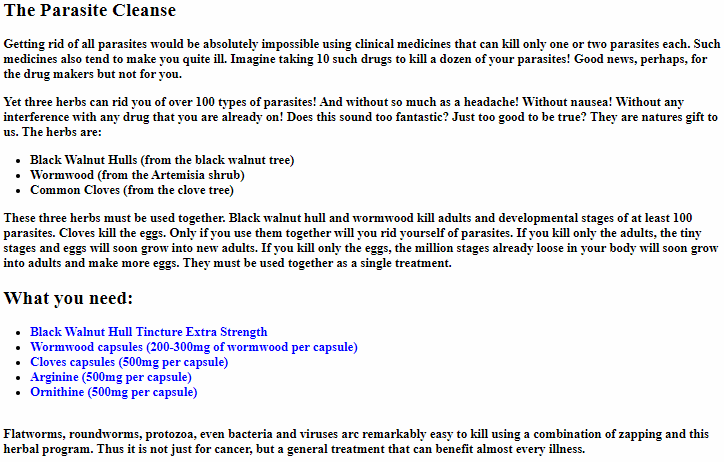 The Parasite Cleanse
Getting rid of all parasites would be absolutely impossible using clinical medicines that can kill only one or two parasites each. Such
medicines also tend to make you quite ill. Imagine taking 10 such drugs to kill a dozen of your parasites! Good news, perhaps, for
the drug makers but not for you.
Yet three herbs can rid you of over 100 types of parasites! And without so much as a headache! Without nausea! Without any
interference with any drug that you are already on! Does this sound too fantastic? Just too good to be true? They are natures gift to
us. The herbs are:
• Black Walnut Hulls (from the black walnut tree)
• Wormwood (from the Artemisia shrub)
• Common Cloves (from the clove tree)
These three herbs must be used together. Black walnut hull and wormwood kill adults and developmental stages of at least 100
parasites. Cloves kill the eggs. Only if you use them together will you rid yourself of parasites. If you kill only the adults, the tiny
stages and eggs will soon grow into new adults. If you kill only the eggs, the million stages already loose in your body will soon grow
into adults and make more eggs. They must be used together as a single treatment.
What you need:
• Black Walnut Hull Tincture Extra Strength
• Wormwood capsules (200-300mg of wormwood per capsule)
• Cloves capsules (500mg per capsule)
• Arginine (500mg per capsule)
• Ornithine (500mg per capsule)
Flatworms, roundworms, protozoa, even bacteria and viruses are remarkably easy to kill using a combination of zapping and this
herbal program. Thus it is not just for cancer, but a general treatment that can benefit almost every illness.